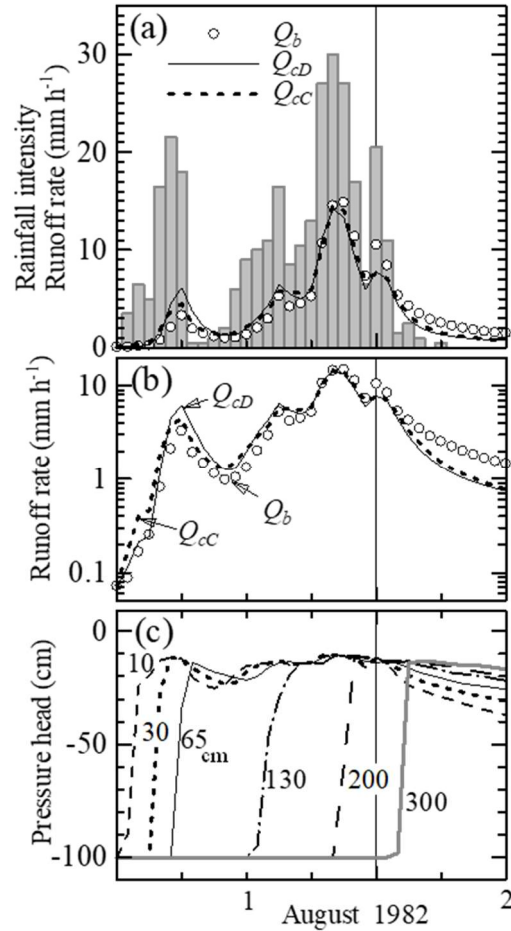 (a)
Q_b
Q_cD
Q_cC
Rainfall intensity
Runoff rate (mm h⁻¹)
30
20
10
0
(b)
Runoff rate (mm h⁻¹)
10
1
0.1
Q_cD
Q_b
Q_cC
(c)
Pressure head (cm)
0
-50
-100
10
30
65cm
130
200
300
1
2
August 1982